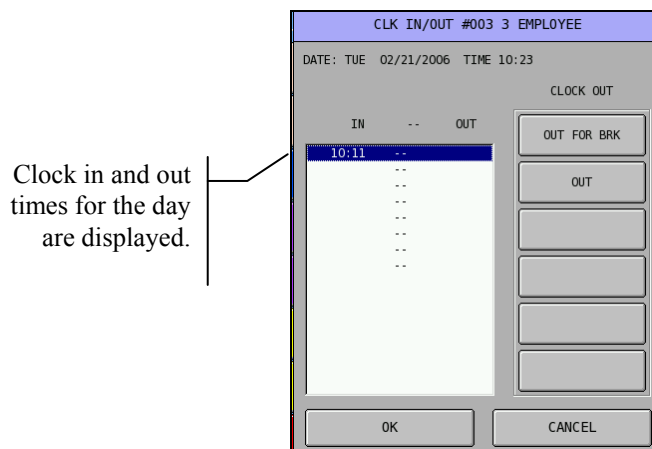 CLK IN/OUT #003 3 EMPLOYEE
DATE: TUE 02/21/2006 TIME 10:23
CLOCK OUT
IN -- OUT
10:11 --
--
--
--
--
--
--
--
OUT FOR BRK
OUT
OK
CANCEL
Clock in and out
times for the day
are displayed.